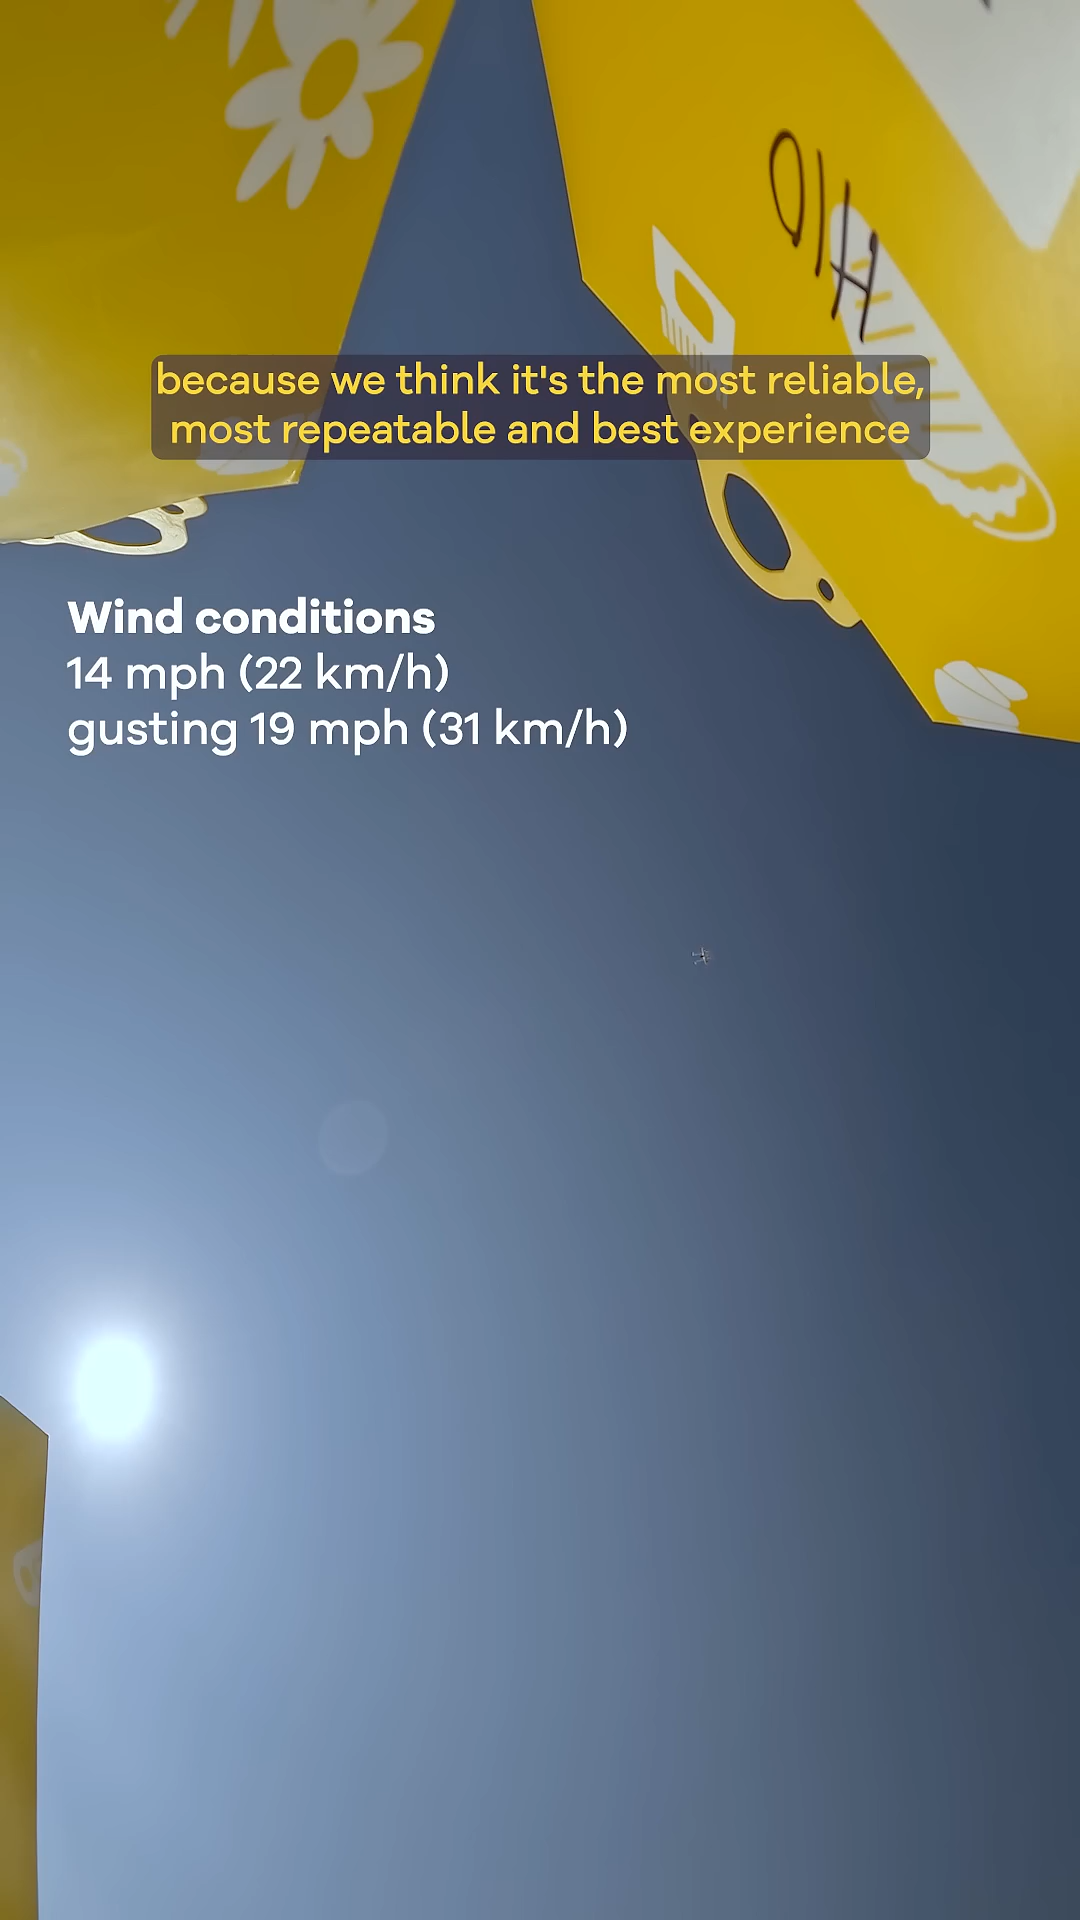 because we think it's the most reliable,
most repeatable and best experience
Wind conditions
14 mph (22 km/h)
gusting 19 mph (31 km/h)